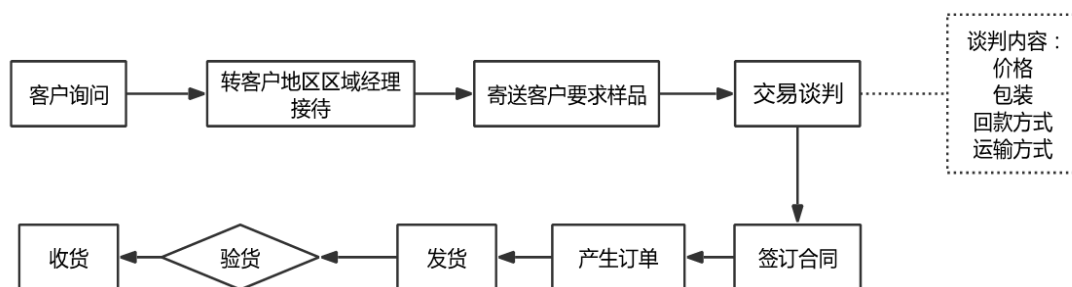 客户询问
转客户地区区域经理
接待
寄送客户要求样品
交易谈判
谈判内容：
价格
包装
回款方式
运输方式
收货
验货
发货
产生订单
签订合同